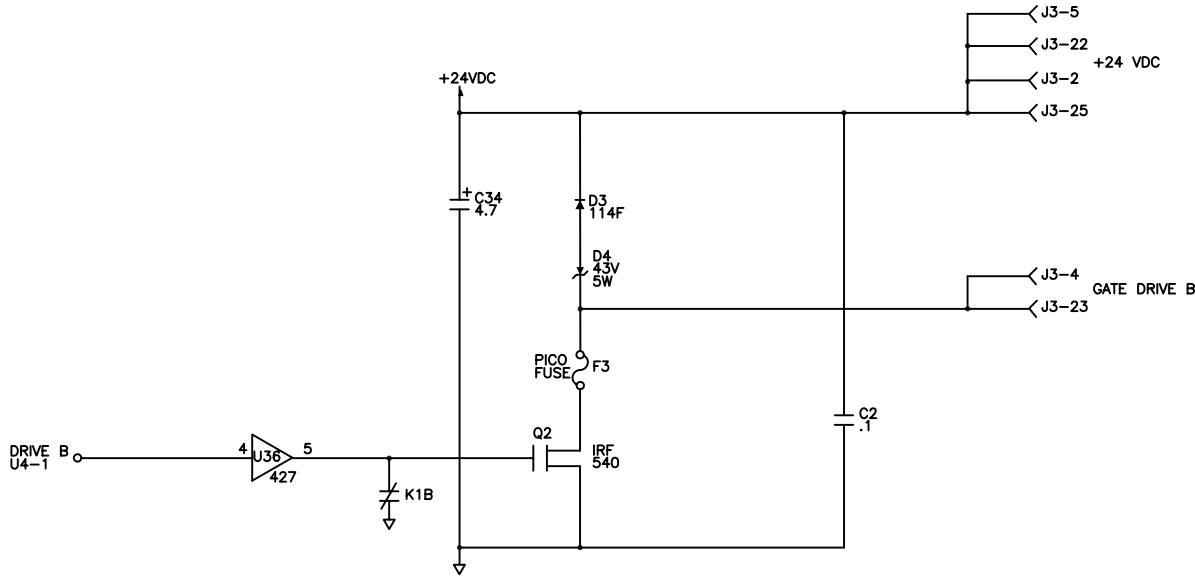 J3-5
J3-22
+24 VDC
J3-2
J3-25
+24VDC
+
C34
4.7
D3
114F
D4
43V
5W
J3-4
GATE DRIVE B
J3-23
PICO
FUSE
F3
C2
.1
Q2
IRF
540
DRIVE B
U4-1
4
U36
5
427
K1B